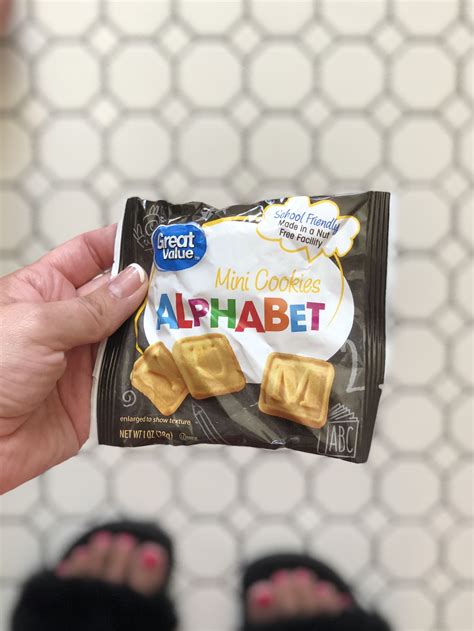 School Friendly
Made in a Nut
Free Facility
Great
Value
Mini Cookies
ALPHABET
2
M
enlarged to show texture
NET WT 1 OZ (28g)
ABC